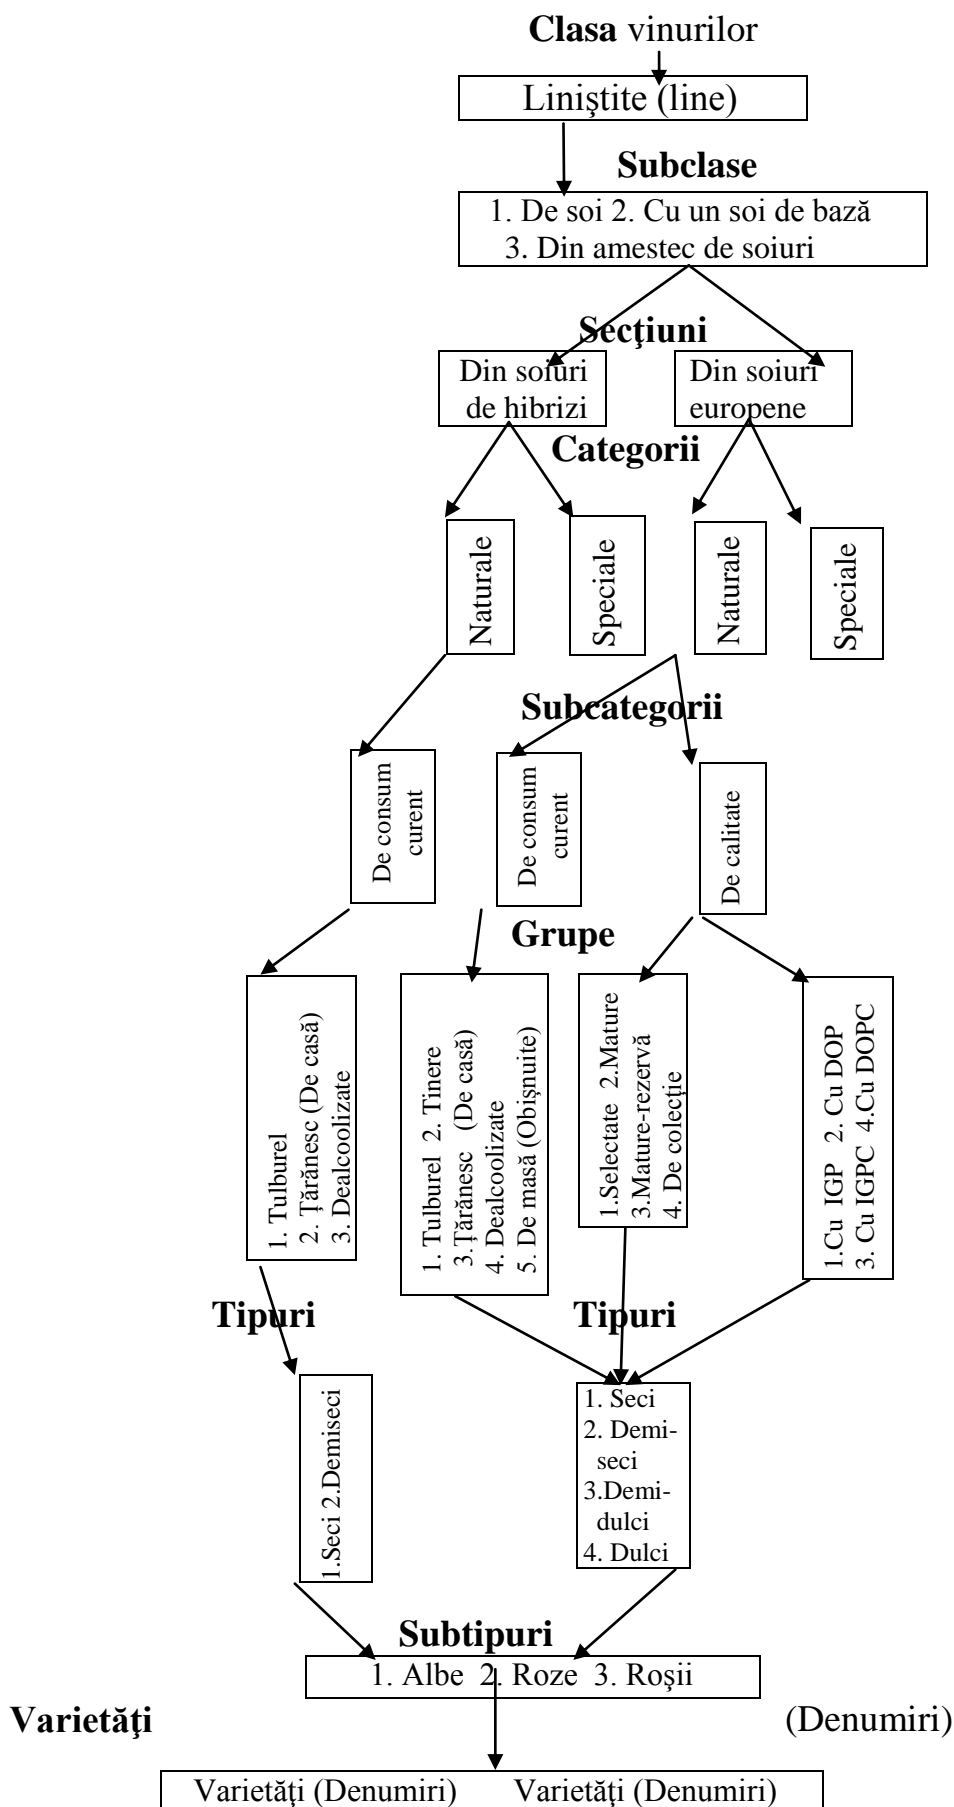 Clasa vinurilor
Liniştite (line)
Subclase
1. De soi 2. Cu un soi de bază
3. Din amestec de soiuri
Secţiuni
Din soiuri
de hibrizi
Din soiuri
europene
Categorii
Naturale
Speciale
Naturale
Speciale
Subcategorii
De consum
curent
De consum
curent
De calitate
Grupe
1. Tulburel
2. Ţărănesc (De casă)
3. Dealcoolizate
1. Tulburel 2. Tinere
3.Ţărănesc (De casă)
4. Dealcoolizate
5. De masă (Obişnuite)
1.Selectate 2.Mature
3.Mature-rezervă
4. De colecţie
1.Cu IGP 2. Cu DOP
3. Cu IGPC 4.Cu DOPC
Tipuri
Tipuri
1.Seci 2.Demiseci
1. Seci
2. Demi-
seci
3.Demi-
dulci
4. Dulci
Subtipuri
1. Albe 2. Roze 3. Roşii
Varietăţi (Denumiri)
Varietăţi (Denumiri) Varietăţi (Denumiri)